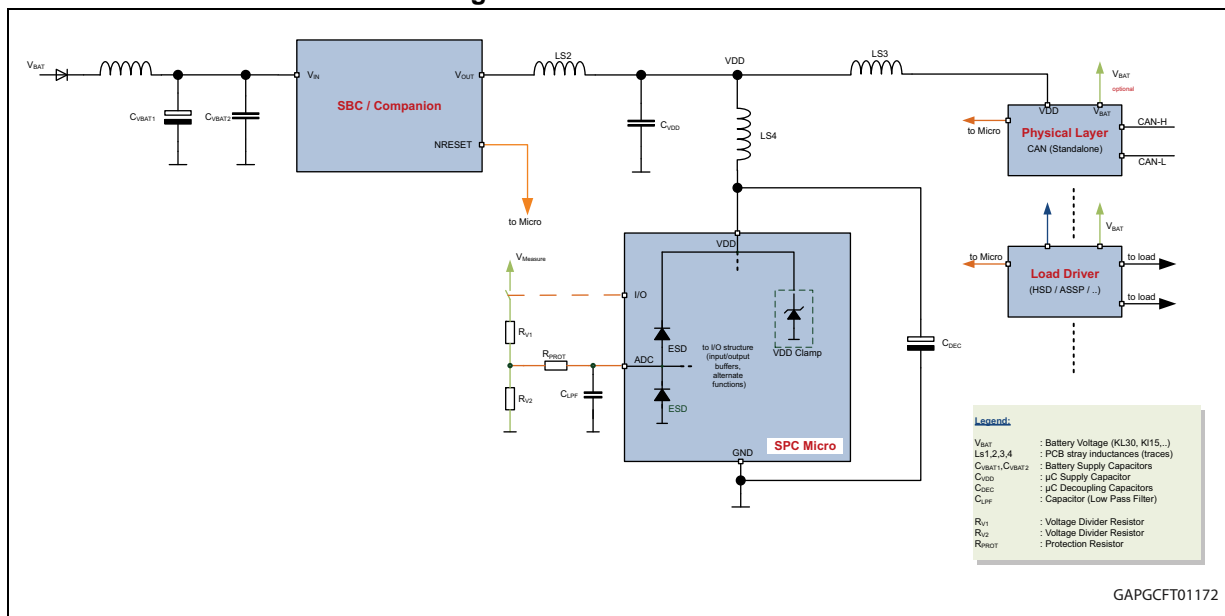 V_BAT
C_VBAT1
C_VBAT2
V_IN
SBC / Companion
V_OUT
NRESET
to Micro
LS2
VDD
C_VDD
LS3
LS4
V_BAT
optional
VDD
V_BAT
to Micro
Physical Layer
CAN (Standalone)
CAN-H
CAN-L
V_BAT
to Micro
Load Driver
(HSD / ASSP / ..)
to load
to load
V_Measure
R_V1
R_PROT
R_V2
C_LPF
VDD
I/O
ADC
ESD
ESD
to I/O structure
(input/output
buffers,
alternate
functions)
VDD Clamp
SPC Micro
GND
C_DEC
Legend:
V_BAT : Battery Voltage (KL30, Kl15,..)
Ls1,2,3,4 : PCB stray inductances (traces)
C_VBAT1,C_VBAT2 : Battery Supply Capacitors
C_VDD : µC Supply Capacitor
C_DEC : µC Decoupling Capacitors
C_LPF : Capacitor (Low Pass Filter)
R_V1 : Voltage Divider Resistor
R_V2 : Voltage Divider Resistor
R_PROT : Protection Resistor
GAPGCFT01172